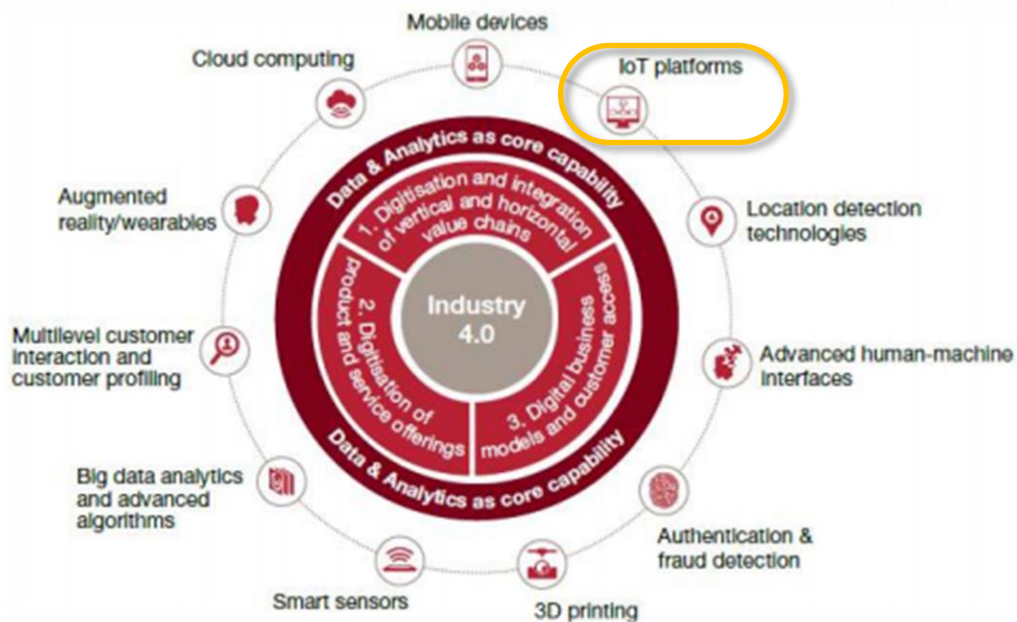 Mobile devices
Cloud computing
IoT platforms
Augmented
reality/wearables
Location detection
technologies
Multilevel customer
interaction and
customer profiling
Advanced human-machine
interfaces
Big data analytics
and advanced
algorithms
Authentication &
fraud detection
Smart sensors
3D printing
Data & Analytics as core capability
1. Digitisation and integration
of vertical and horizontal
value chains
2. Digitisation of
product and service offerings
3. Digital business
models and customer access
Industry
4.0
Data & Analytics as core capability